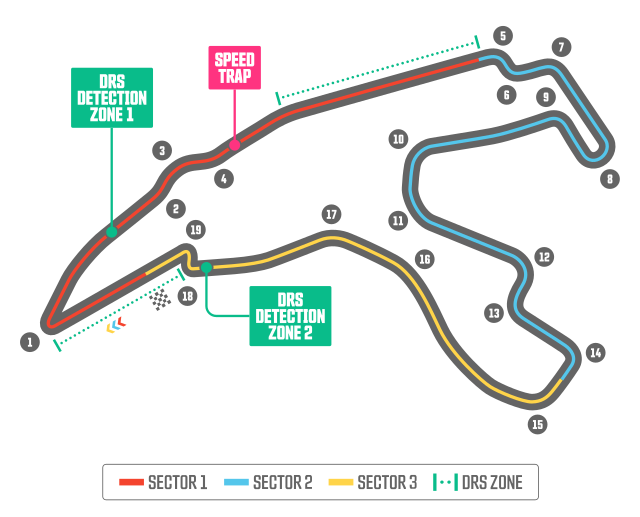 5
7
SPEED
TRAP
DRS
DETECTION
ZONE 1
6
9
10
3
4
8
2
11
17
19
16
12
18
DRS
DETECTION
ZONE 2
13
1
14
15
SECTOR 1
SECTOR 2
SECTOR 3
DRS ZONE